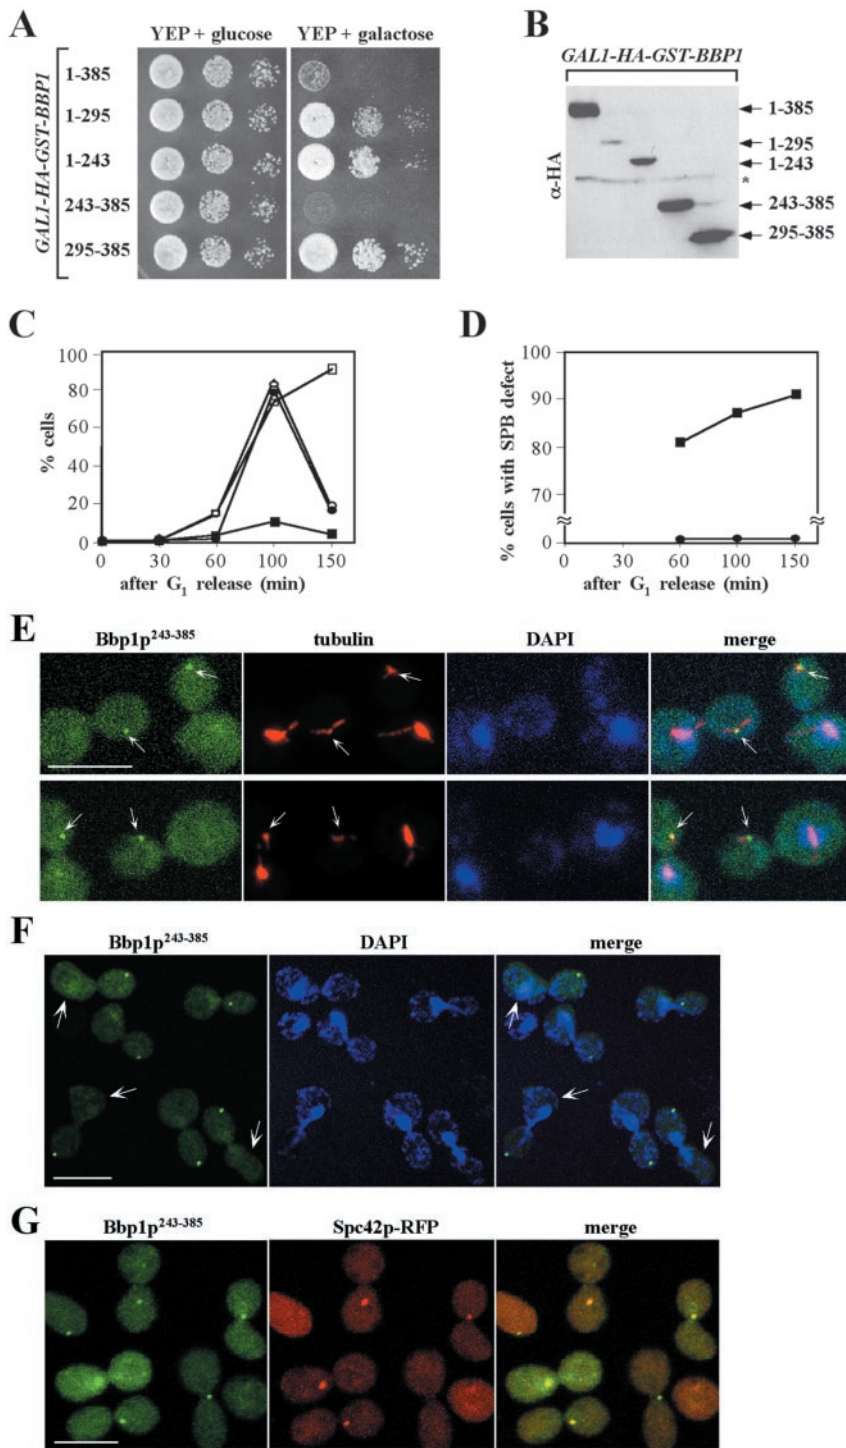 A
YEP + glucose
YEP + galactose
GAL1-HA-GST-BBP1
1-385
1-295
1-243
243-385
295-385
B
GAL1-HA-GST-BBP1
α-HA
1-385
1-295
1-243
*
243-385
295-385
C
% cells
100
80
60
40
20
0
0 30 60 100 150
after G1 release (min)
D
% cells with SPB defect
100
90
80
70
0
0 30 60 100 150
after G1 release (min)
E
Bbp1p243-385
tubulin
DAPI
merge
F
Bbp1p243-385
DAPI
merge
G
Bbp1p243-385
Spc42p-RFP
merge